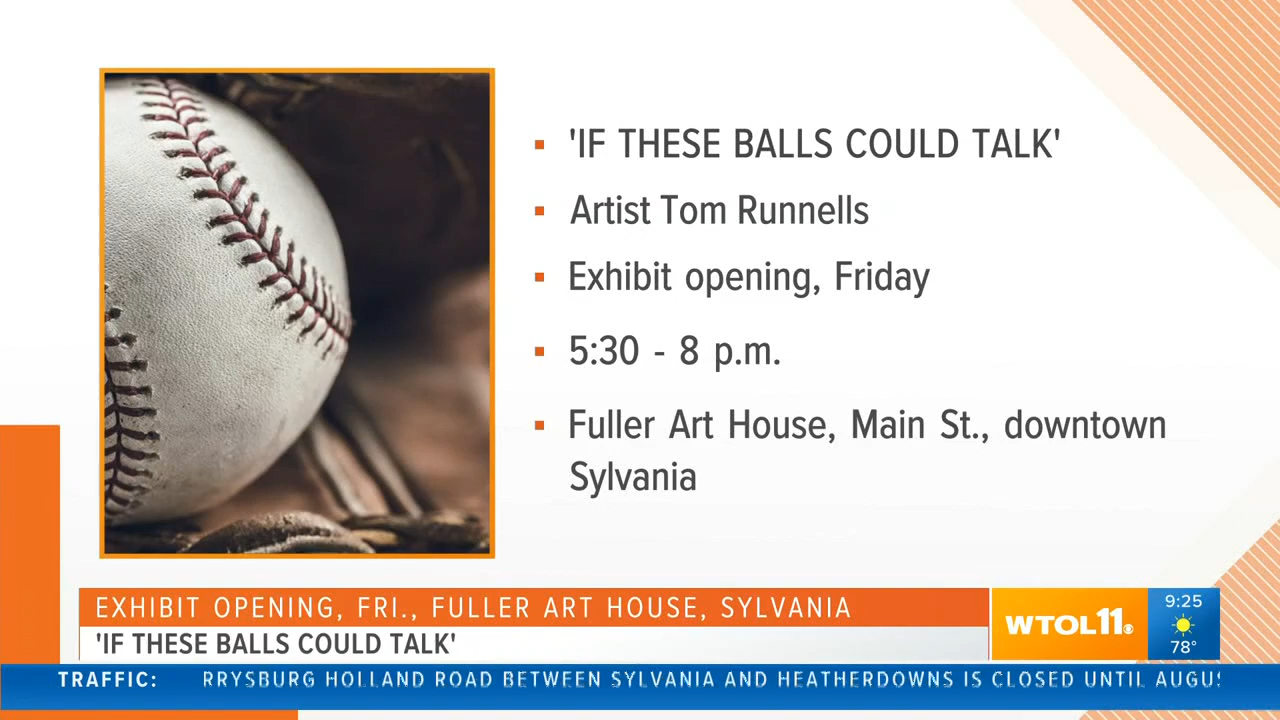 'IF THESE BALLS COULD TALK'
Artist Tom Runnells
Exhibit opening, Friday
5:30 - 8 p.m.
Fuller Art House, Main St., downtown
Sylvania
EXHIBIT OPENING, FRI., FULLER ART HOUSE, SYLVANIA
'IF THESE BALLS COULD TALK'
WTOL11
9:25
78°
TRAFFIC: RRYSBURG HOLLAND ROAD BETWEEN SYLVANIA AND HEATHERDOWNS IS CLOSED UNTIL AUGUS